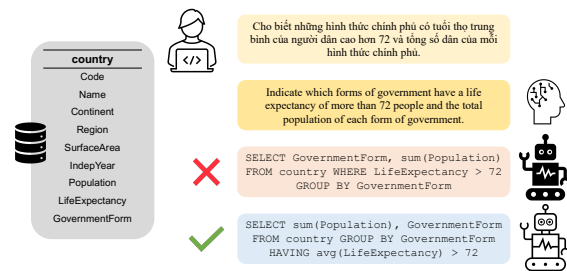 country
Code
Name
Continent
Region
SurfaceArea
IndepYear
Population
LifeExpectancy
GovernmentForm
</>
Cho biết những hình thức chính phủ có tuổi thọ trung
bình của người dân cao hơn 72 và tổng số dân của mỗi
hình thức chính phủ.
Indicate which forms of government have a life
expectancy of more than 72 people and the total
population of each form of government.
SELECT GovernmentForm, sum(Population)
FROM country WHERE LifeExpectancy > 72
GROUP BY GovernmentForm
SELECT sum(Population), GovernmentForm
FROM country GROUP BY GovernmentForm
HAVING avg(LifeExpectancy) > 72